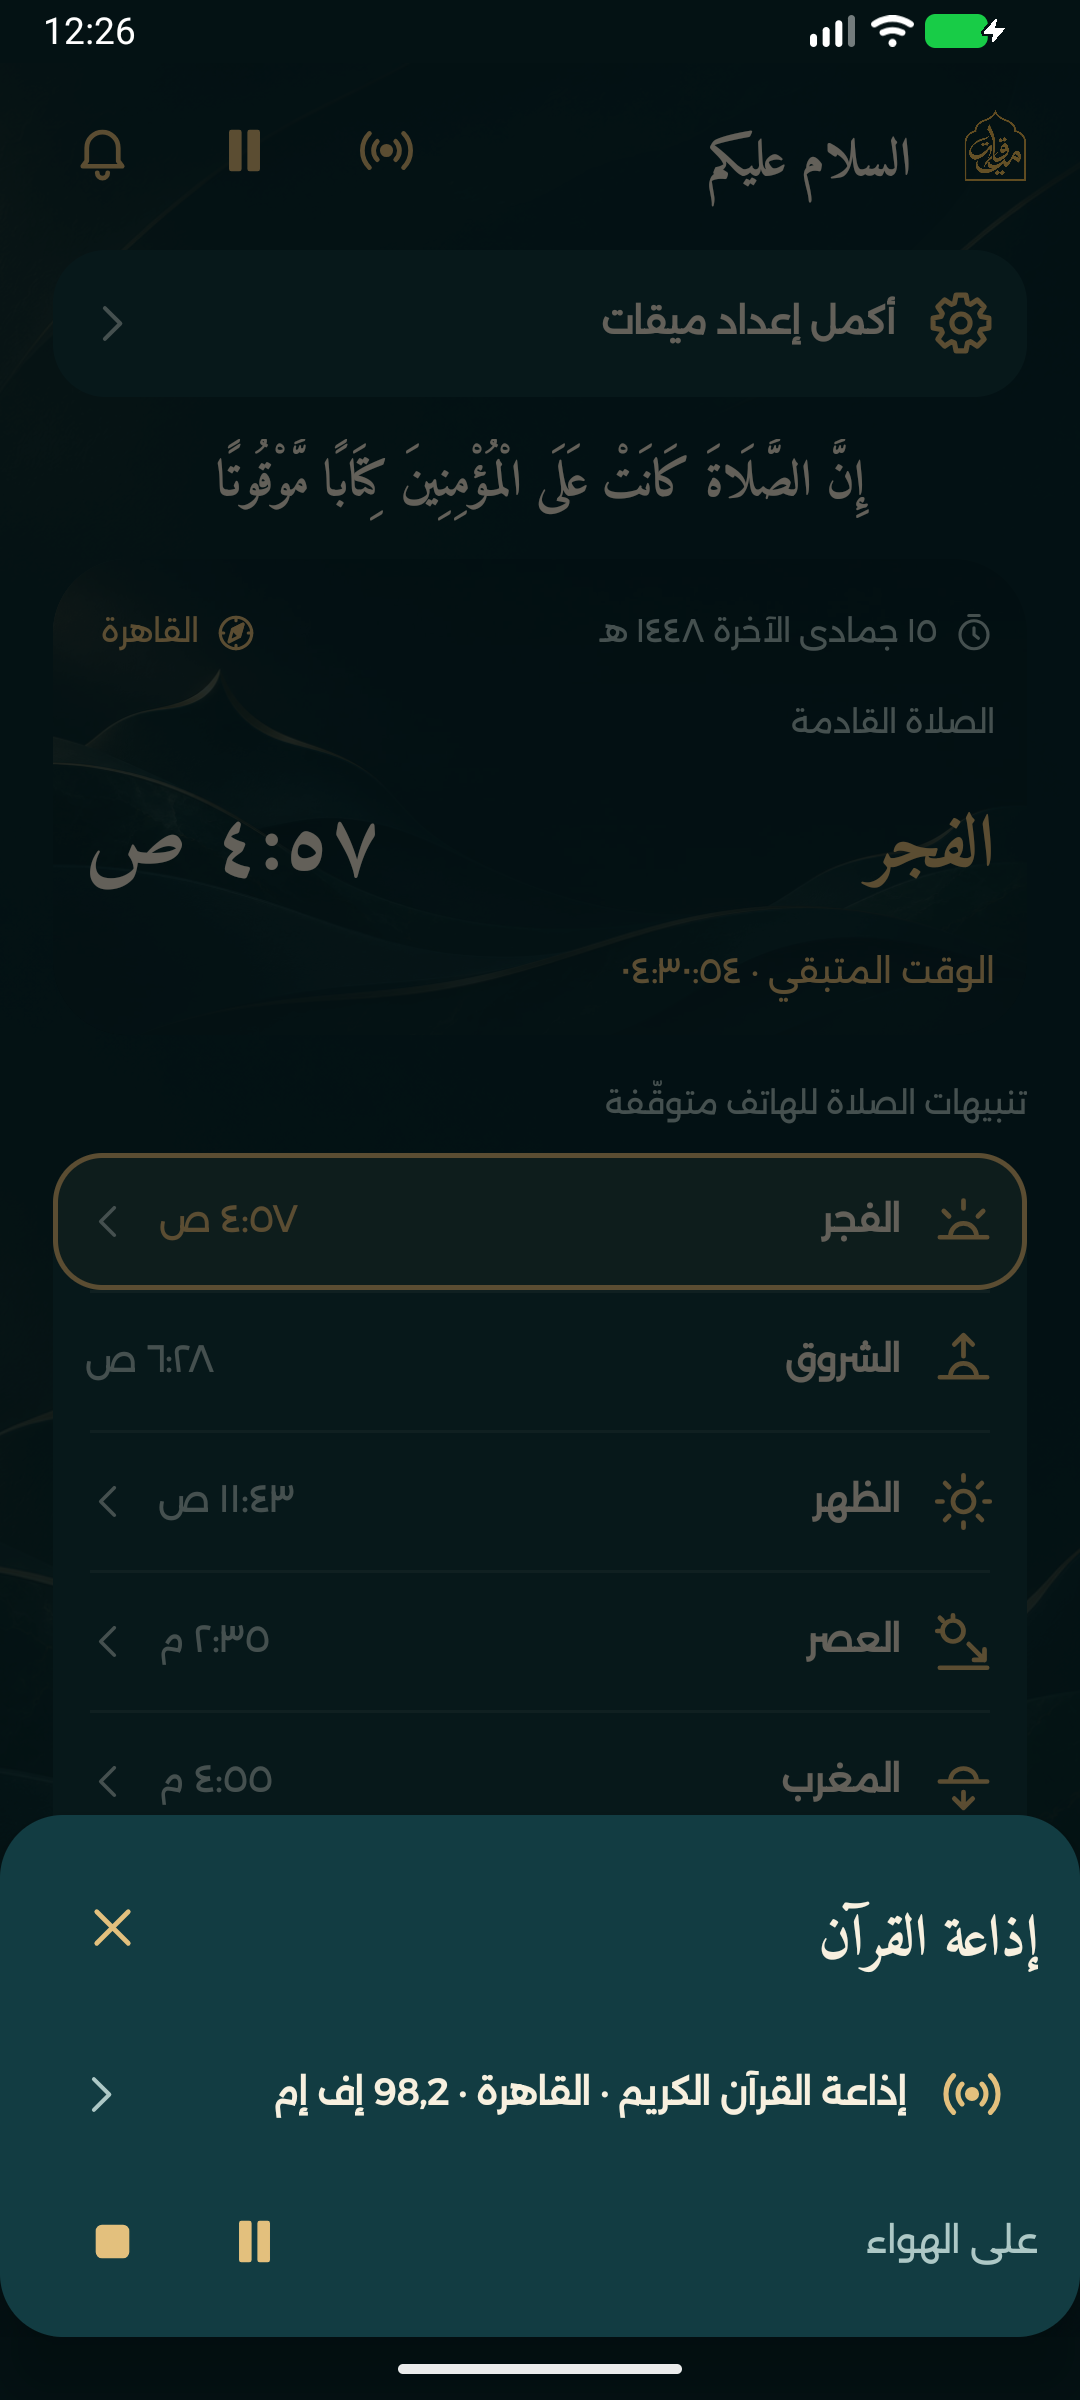 12:26
السلام عليكم
ميقات
أكمل إعداد ميقات
إِنَّ الصَّلَاةَ كَانَتْ عَلَى الْمُؤْمِنِينَ كِتَابًا مَّوْقُوتًا
١٥ جمادى الآخرة ١٤٤٨ هـ
القاهرة
الصلاة القادمة
الفجر
٤:٥٧ ص
الوقت المتبقي · ٠٤:٣٠:٥٤
تنبيهات الصلاة للهاتف متوقّفة
الفجر ٤:٥٧ ص
الشروق ٦:٢٨ ص
الظهر ١١:٤٣ ص
العصر ٢:٣٥ م
المغرب ٤:٥٥ م
إذاعة القرآن
إذاعة القرآن الكريم · القاهرة · 98,2 إف إم
على الهواء